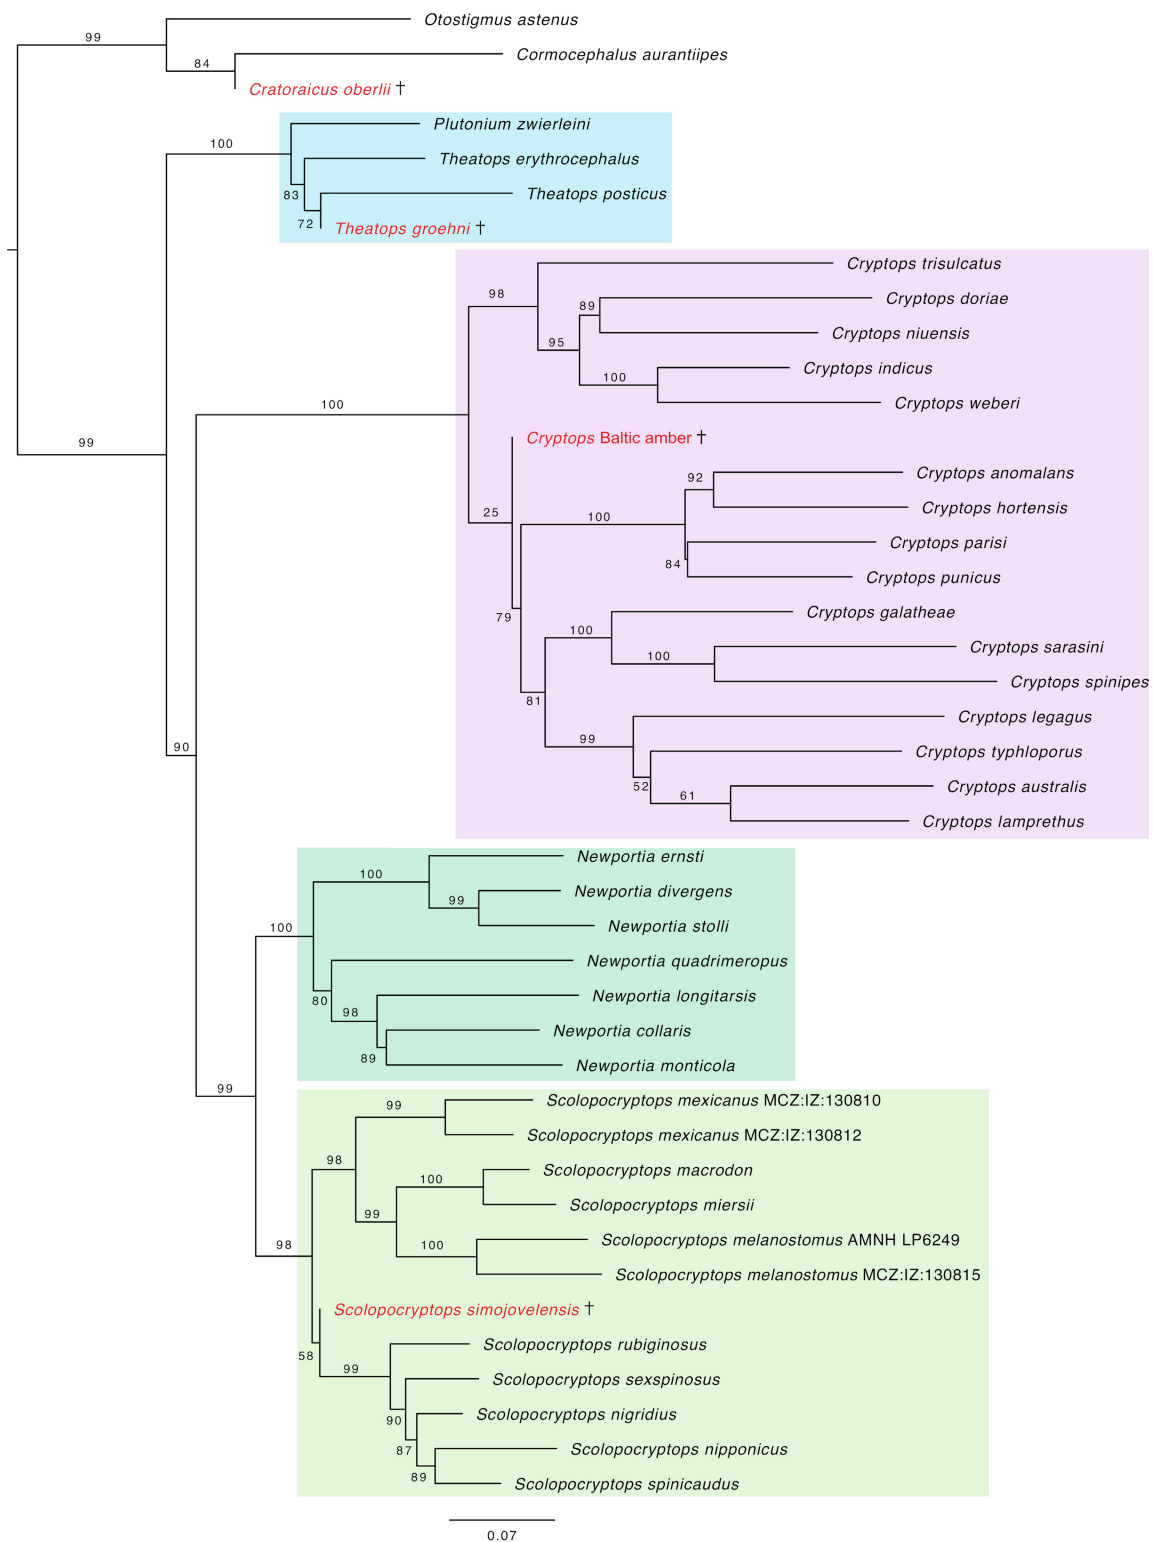 Otostigmus astenus
99
Cormocephalus aurantiipes
84
Cratoraicus oberlii †
Plutonium zwierleini
100
Theatops erythrocephalus
83
Theatops posticus
72
Theatops groehni †
Cryptops trisulcatus
98
Cryptops doriae
89
Cryptops niuensis
95
Cryptops indicus
100
Cryptops weberi
100
99
Cryptops Baltic amber †
Cryptops anomalans
92
Cryptops hortensis
25
100
Cryptops parisi
84
Cryptops punicus
Cryptops galatheae
79
100
Cryptops sarasini
100
Cryptops spinipes
81
Cryptops legagus
99
90
Cryptops typhloporus
52
Cryptops australis
61
Cryptops lamprethus
Newportia ernsti
100
Newportia divergens
99
Newportia stolli
100
Newportia quadrimeropus
80
Newportia longitarsis
98
Newportia collaris
89
Newportia monticola
99
Scolopocryptops mexicanus MCZ:IZ:130810
99
Scolopocryptops mexicanus MCZ:IZ:130812
98
Scolopocryptops macrodon
100
Scolopocryptops miersii
99
Scolopocryptops melanostomus AMNH LP6249
98
100
Scolopocryptops melanostomus MCZ:IZ:130815
Scolopocryptops simojovelensis †
Scolopocryptops rubiginosus
58
99
Scolopocryptops sexspinosus
90
Scolopocryptops nigridius
87
Scolopocryptops nipponicus
89
Scolopocryptops spinicaudus
0.07